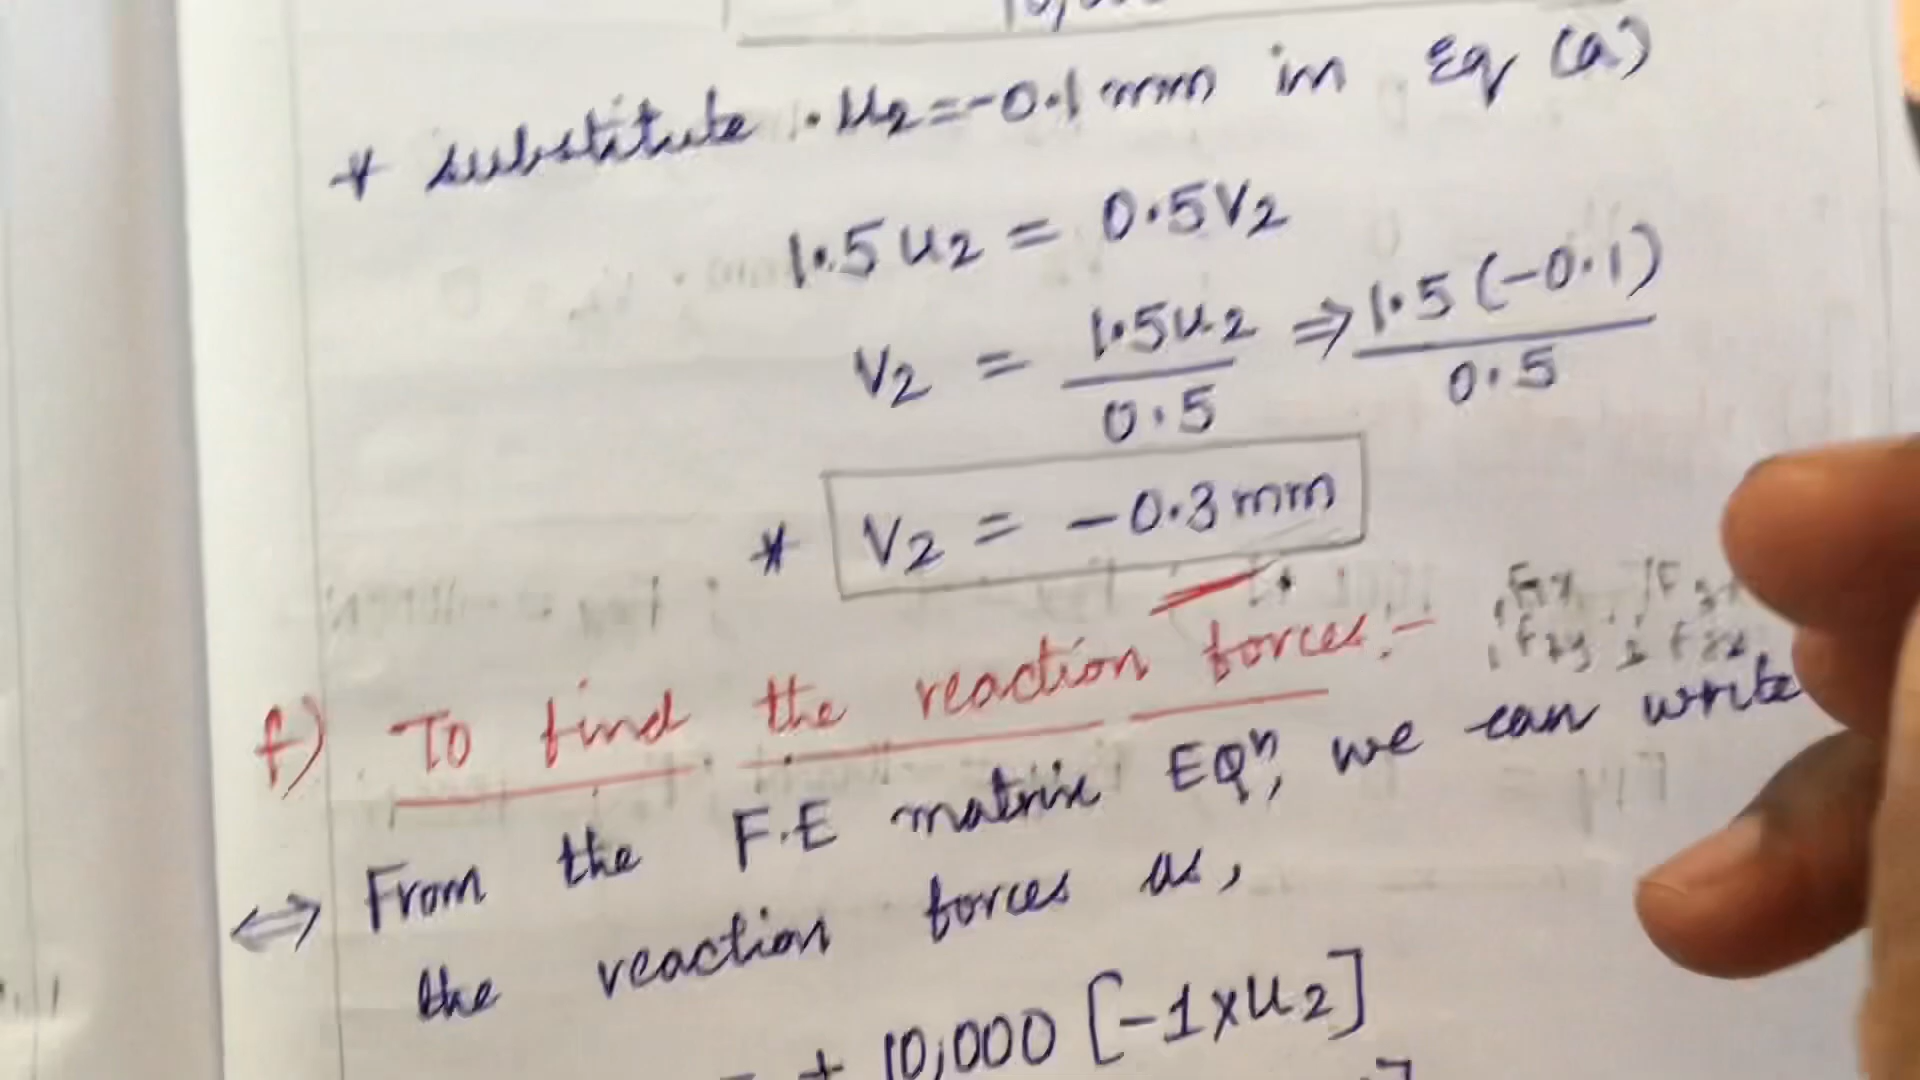 * substitute . u2 = -0.1 mm in Eq (a)
1.5 u2 = 0.5 V2
V2 = 1.5 u2 / 0.5 ⇒ 1.5 (-0.1) / 0.5
* V2 = -0.3 mm
f) To find the reaction forces :-
⇔ From the F.E matrix EQn, we can write
the reaction forces as,
10,000 [-1 x u2]